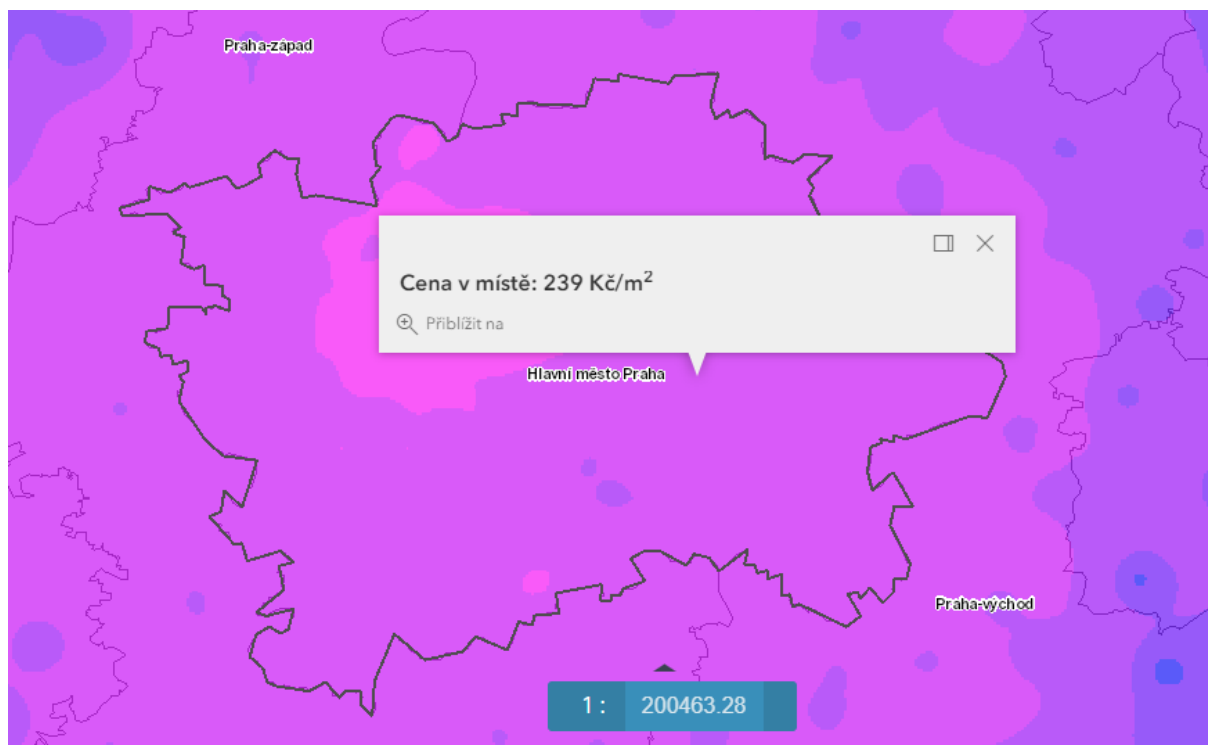 Praha-západ
Cena v místě: 239 Kč/m²
Přiblížit na
Hlavní město Praha
Praha-východ
1 : 200463.28